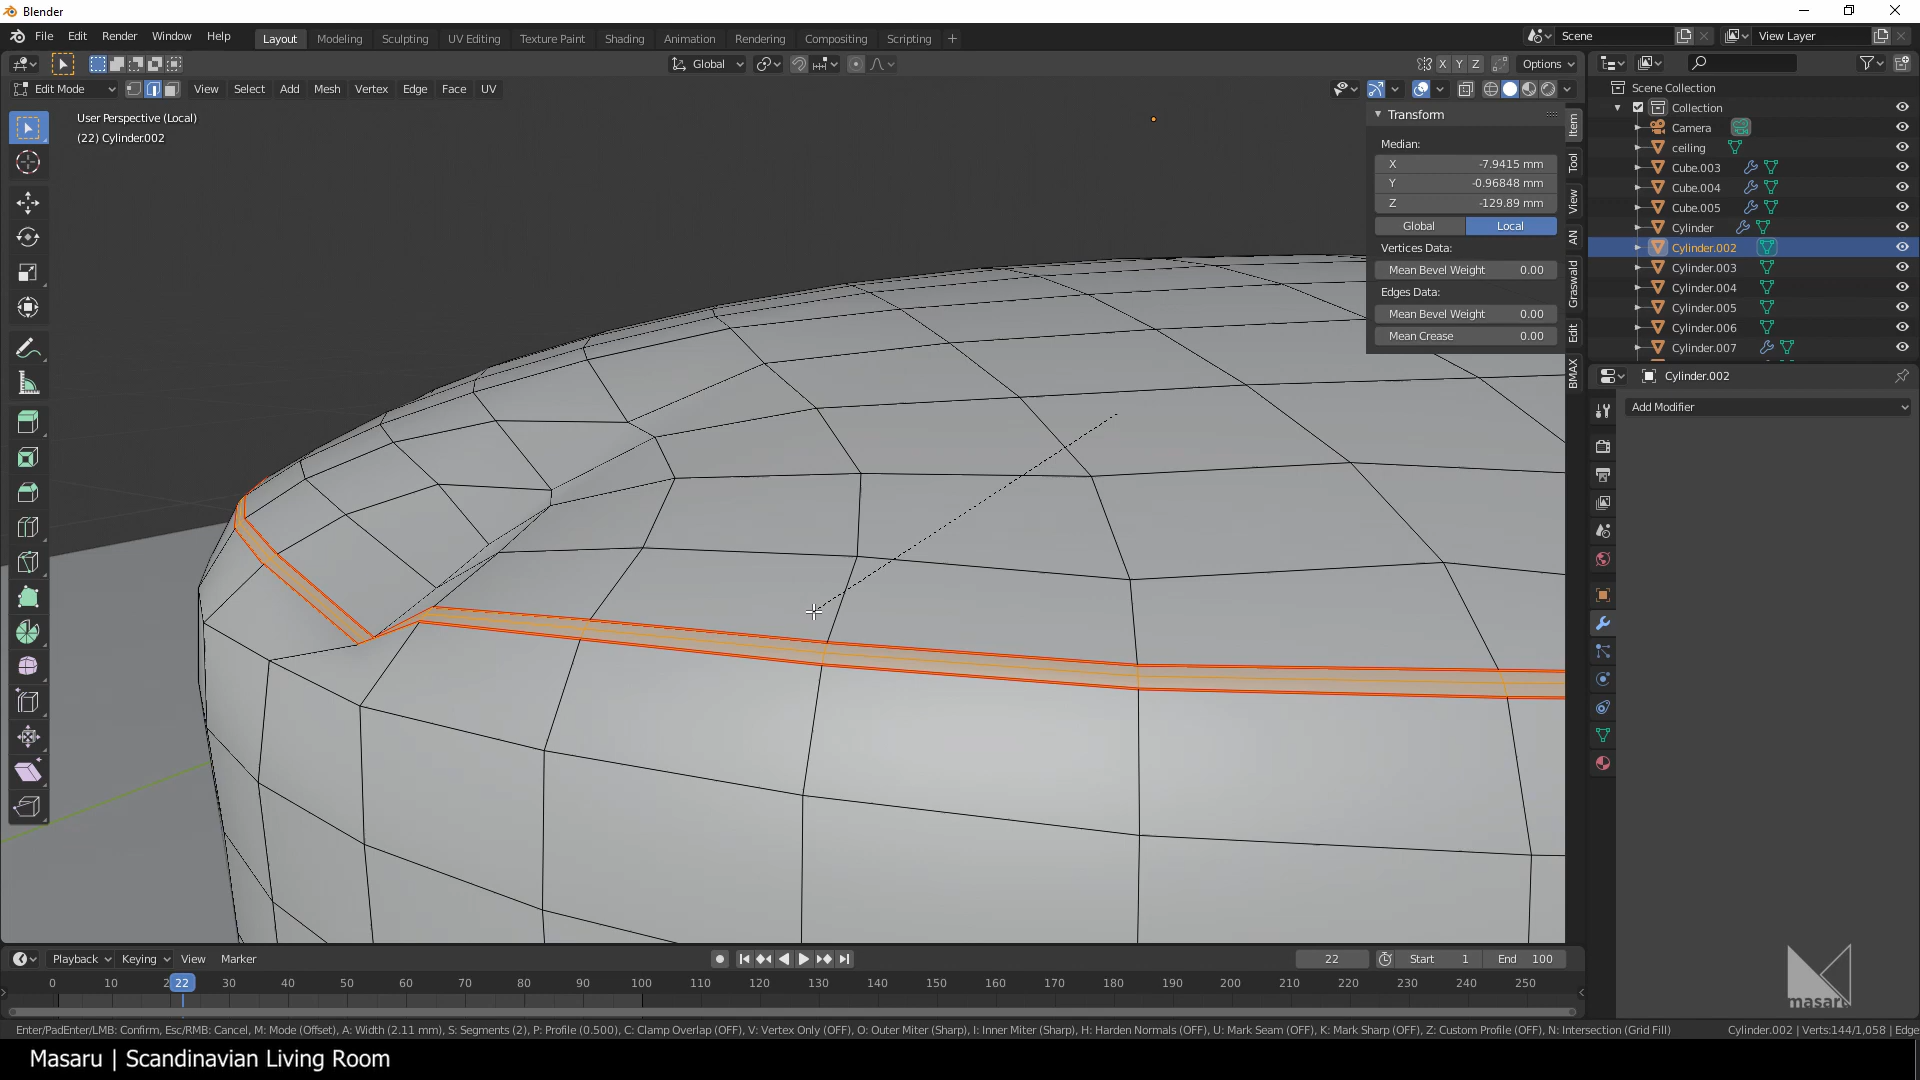 Blender
File Edit Render Window Help
Layout Modeling Sculpting UV Editing Texture Paint Shading Animation Rendering Compositing Scripting +
Scene
View Layer
Global
X Y Z
Options
Edit Mode
View Select Add Mesh Vertex Edge Face UV
User Perspective (Local)
(22) Cylinder.002
Transform
Median:
X -7.9415 mm
Y -0.96848 mm
Z -129.89 mm
Global Local
Vertices Data:
Mean Bevel Weight 0.00
Edges Data:
Mean Bevel Weight 0.00
Mean Crease 0.00
Item
Tool
View
AN
Graswald
Edit
BMAX
Scene Collection
Collection
Camera
ceiling
Cube.003
Cube.004
Cube.005
Cylinder
Cylinder.002
Cylinder.003
Cylinder.004
Cylinder.005
Cylinder.006
Cylinder.007
Cylinder.002
Add Modifier
Playback Keying View Marker
22
Start 1
End 100
0 10 2 22 30 40 50 60 70 80 90 100 110 120 130 140 150 160 170 180 190 200 210 220 230 240 250
masaru
Enter/PadEnter/LMB: Confirm, Esc/RMB: Cancel, M: Mode (Offset), A: Width (2.11 mm), S: Segments (2), P: Profile (0.500), C: Clamp Overlap (OFF), V: Vertex Only (OFF), O: Outer Miter (Sharp), I: Inner Miter (Sharp), H: Harden Normals (OFF), U: Mark Seam (OFF), K: Mark Sharp (OFF), Z: Custom Profile (OFF), N: Intersection (Grid Fill)
Cylinder.002 | Verts:144/1,058 | Edge
Masaru | Scandinavian Living Room